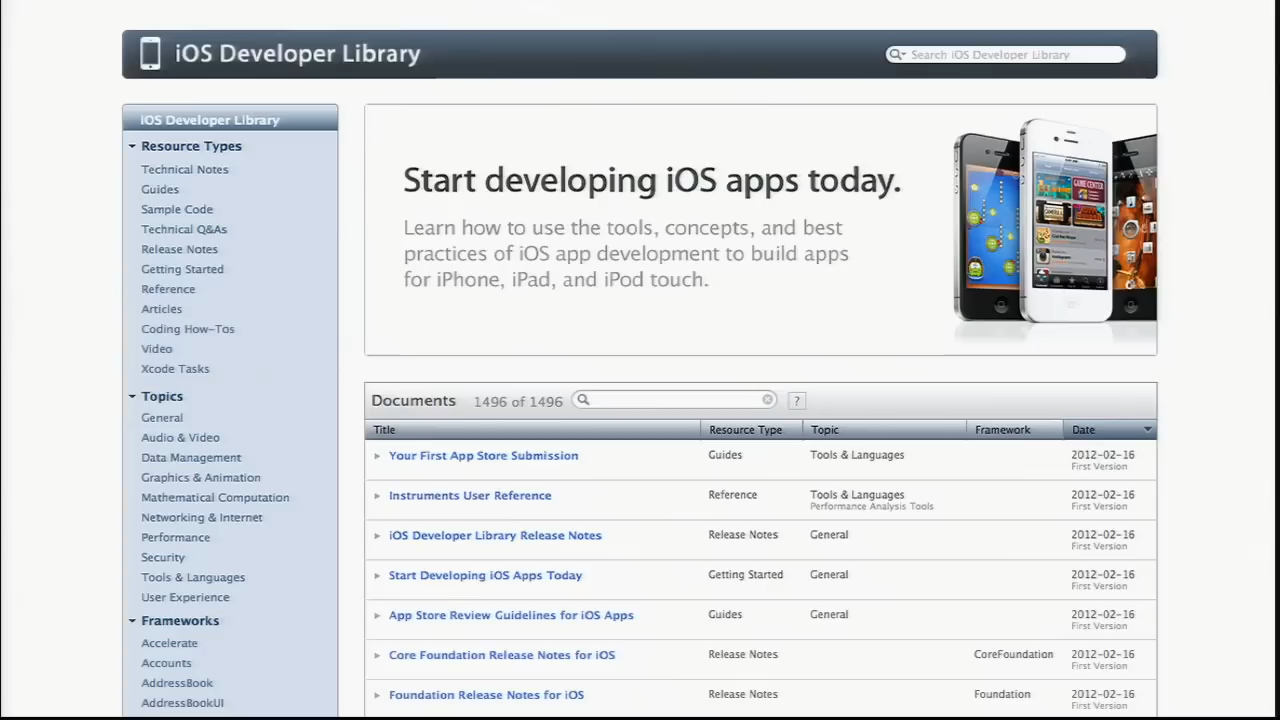 iOS Developer Library
Search iOS Developer Library
iOS Developer Library
Resource Types
Technical Notes
Guides
Sample Code
Technical Q&As
Release Notes
Getting Started
Reference
Articles
Coding How-Tos
Video
Xcode Tasks
Topics
General
Audio & Video
Data Management
Graphics & Animation
Mathematical Computation
Networking & Internet
Performance
Security
Tools & Languages
User Experience
Frameworks
Accelerate
Accounts
AddressBook
AddressBookUI
Start developing iOS apps today.
Learn how to use the tools, concepts, and best
practices of iOS app development to build apps
for iPhone, iPad, and iPod touch.
GAME CENTER
Documents 1496 of 1496 ?
Title Resource Type Topic Framework Date
Your First App Store Submission Guides Tools & Languages 2012-02-16
First Version
Instruments User Reference Reference Tools & Languages 2012-02-16
Performance Analysis Tools First Version
iOS Developer Library Release Notes Release Notes General 2012-02-16
First Version
Start Developing iOS Apps Today Getting Started General 2012-02-16
First Version
App Store Review Guidelines for iOS Apps Guides General 2012-02-16
First Version
Core Foundation Release Notes for iOS Release Notes CoreFoundation 2012-02-16
First Version
Foundation Release Notes for iOS Release Notes Foundation 2012-02-16
First Version